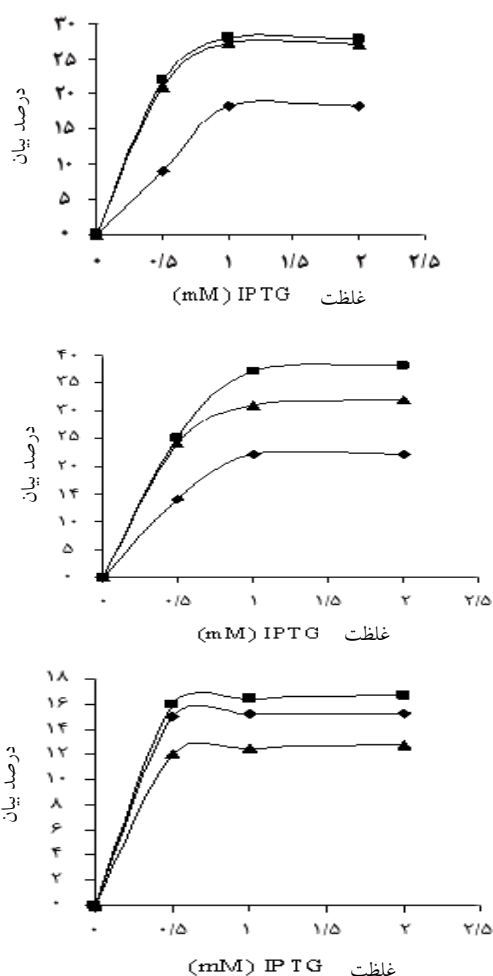 درصد بیان
۳۰
۲۵
۲۰
۱۵
۱۰
۵
۰
۰ ۰/۵ ۱ ۱/۵ ۲ ۲/۵
غلظت (mM) IPTG
درصد بیان
۴۰
۳۵
۳۰
۲۵
۲۰
۱۴
۱۰
۵
۰
۰ ۰/۵ ۱ ۱/۵ ۲ ۲/۵
غلظت (mM) IPTG
درصد بیان
۱۸
۱۶
۱۴
۱۲
۱۰
۸
۶
۴
۲
۰
۰ ۰/۵ ۱ ۱/۵ ۲ ۲/۵
غلظت (mM) IPTG